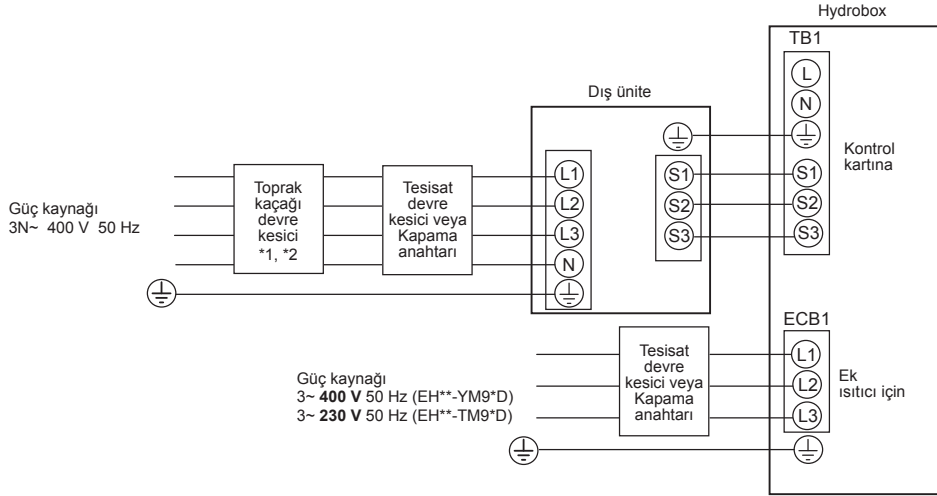 Hydrobox
TB1
L
N
Kontrol
kartına
S1
S2
S3
Dış ünite
L1
L2
L3
N
S1
S2
S3
Güç kaynağı
3N~ 400 V 50 Hz
Toprak
kaçağı
devre
kesici
*1, *2
Tesisat
devre
kesici veya
Kapama
anahtarı
ECB1
L1
L2
L3
Ek
ısıtıcı için
Tesisat
devre
kesici veya
Kapama
anahtarı
Güç kaynağı
3~ 400 V 50 Hz (EH**-YM9*D)
3~ 230 V 50 Hz (EH**-TM9*D)